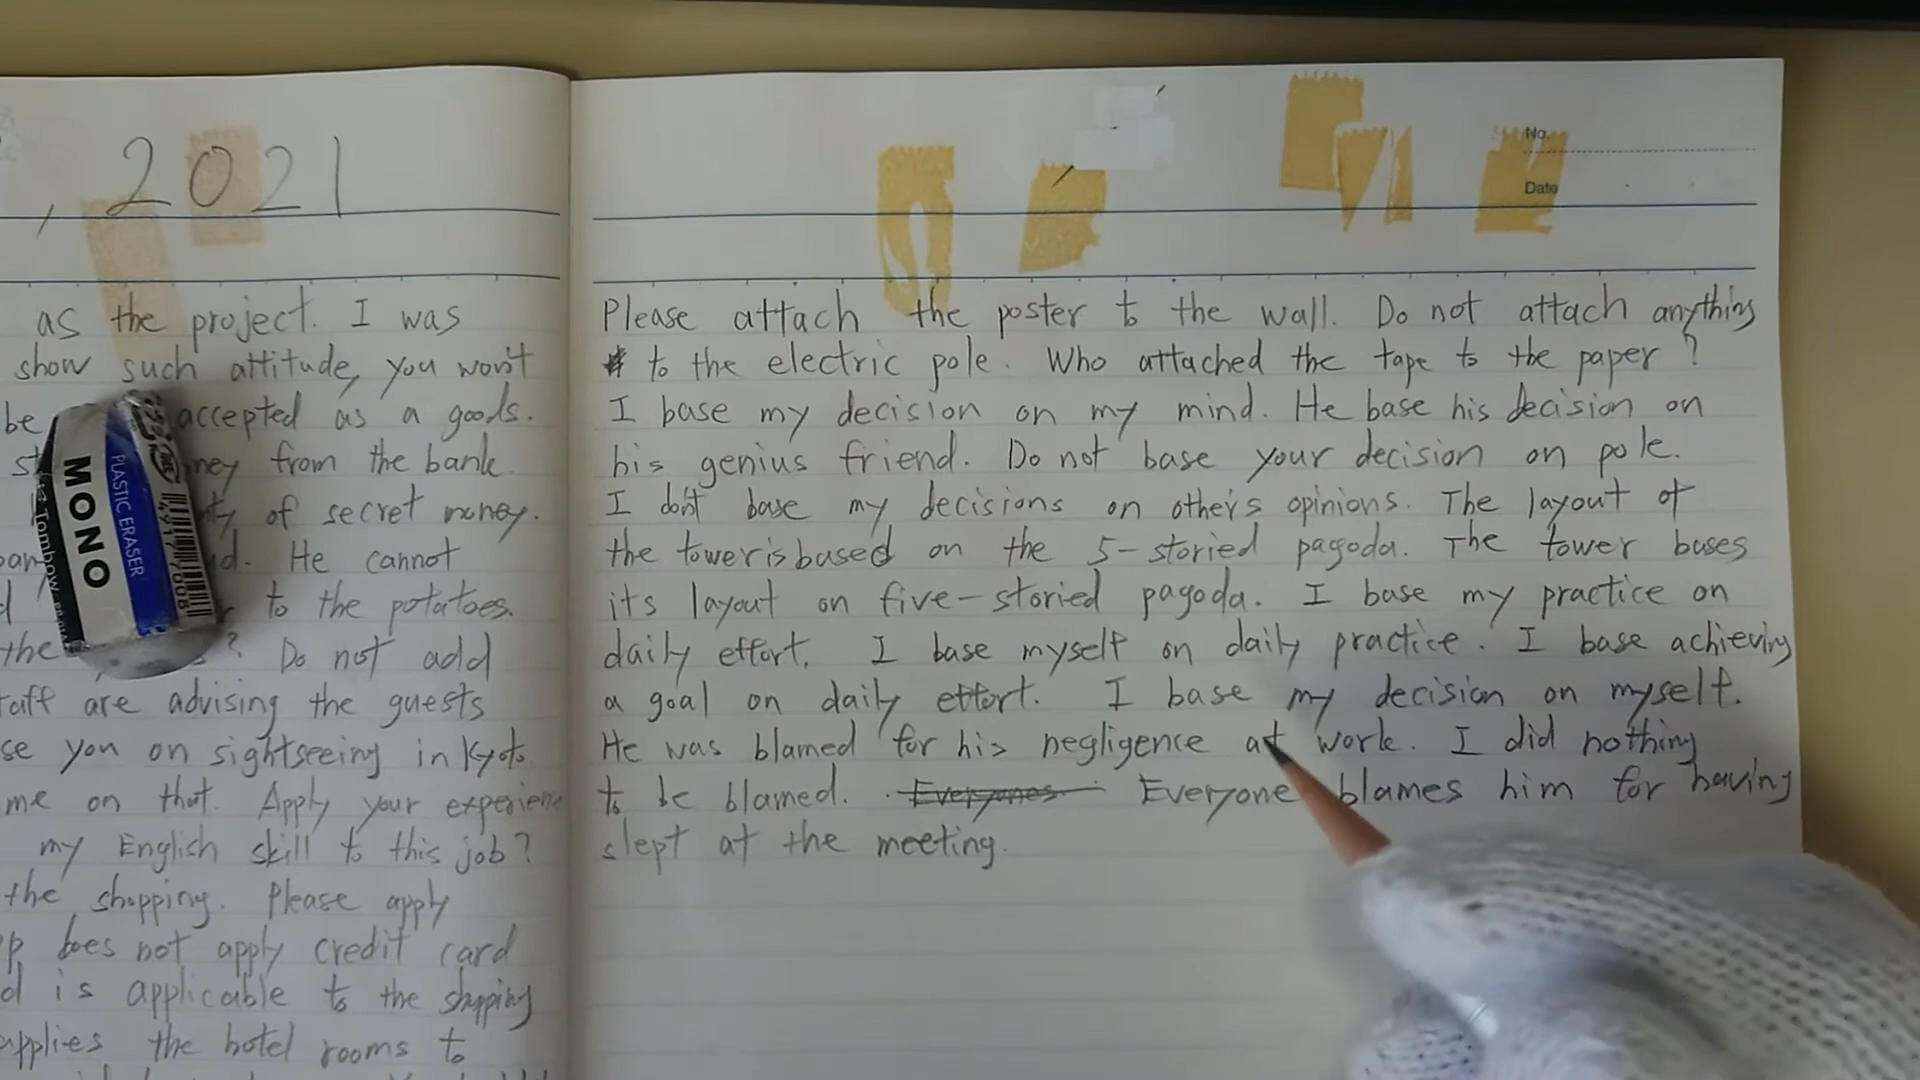 , 2021
as the project. I was
show such attitude, you won't
be accepted as a goods.
from the bank
of secret money.
He cannot
to the potatoes.
the ? Do not add
are advising the guests
you on sightseeing in Kyoto
me on that. Apply your experience
my English skill to this job?
the shopping. Please apply
does not apply credit card
is applicable to the shopping
applies the hotel rooms to
MONO
PLASTIC ERASER
Tombow
No.
Date
Please attach the poster to the wall. Do not attach anything
to the electric pole. Who attached the tape to the paper?
I base my decision on my mind. He base his decision on
his genius friend. Do not base your decision on pole.
I don't base my decisions on other's opinions. The layout of
the tower is based on the 5-storied pagoda. The tower bases
its layout on five-storied pagoda. I base my practice on
daily effort. I base myself on daily practice. I base achieving
a goal on daily effort. I base my decision on myself.
He was blamed for his negligence at work. I did nothing
to be blamed. Everyones Everyone blames him for having
slept at the meeting.